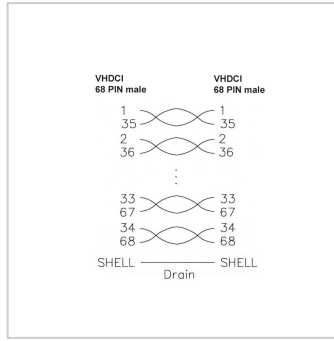 VHDCI VHDCI
68 PIN male 68 PIN male
1 1
35 35
2 2
36 36
33 33
67 67
34 34
68 68
SHELL SHELL
Drain